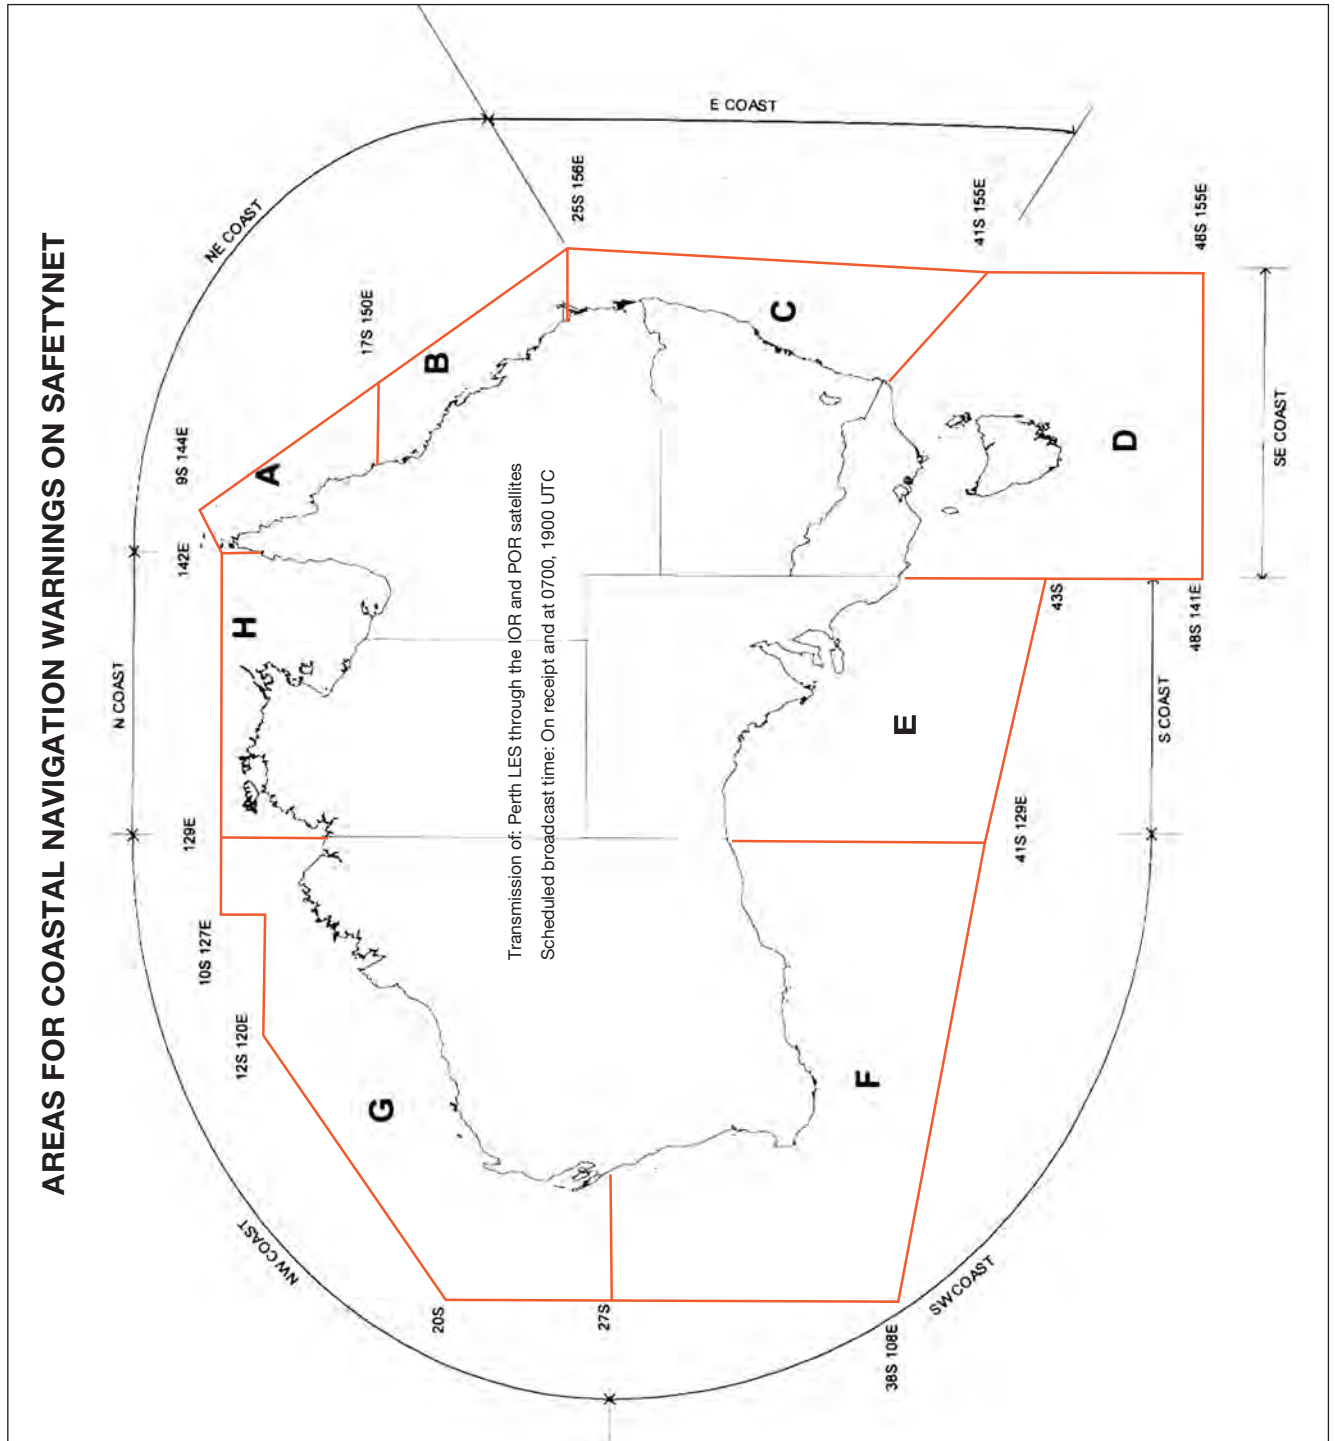 AREAS FOR COASTAL NAVIGATION WARNINGS ON SAFETYNET
NW COAST
N COAST
NE COAST
12S 120E
10S 127E
129E
142E
9S 144E
17S 150E
20S
G
H
A
B
25S 156E
E COAST
27S
Transmission of: Perth LES through the IOR and POR satellites
Scheduled broadcast time: On receipt and at 0700, 1900 UTC
C
38S 108E
F
E
41S 155E
SW COAST
41S 129E
43S
D
S COAST
48S 141E
48S 155E
SE COAST